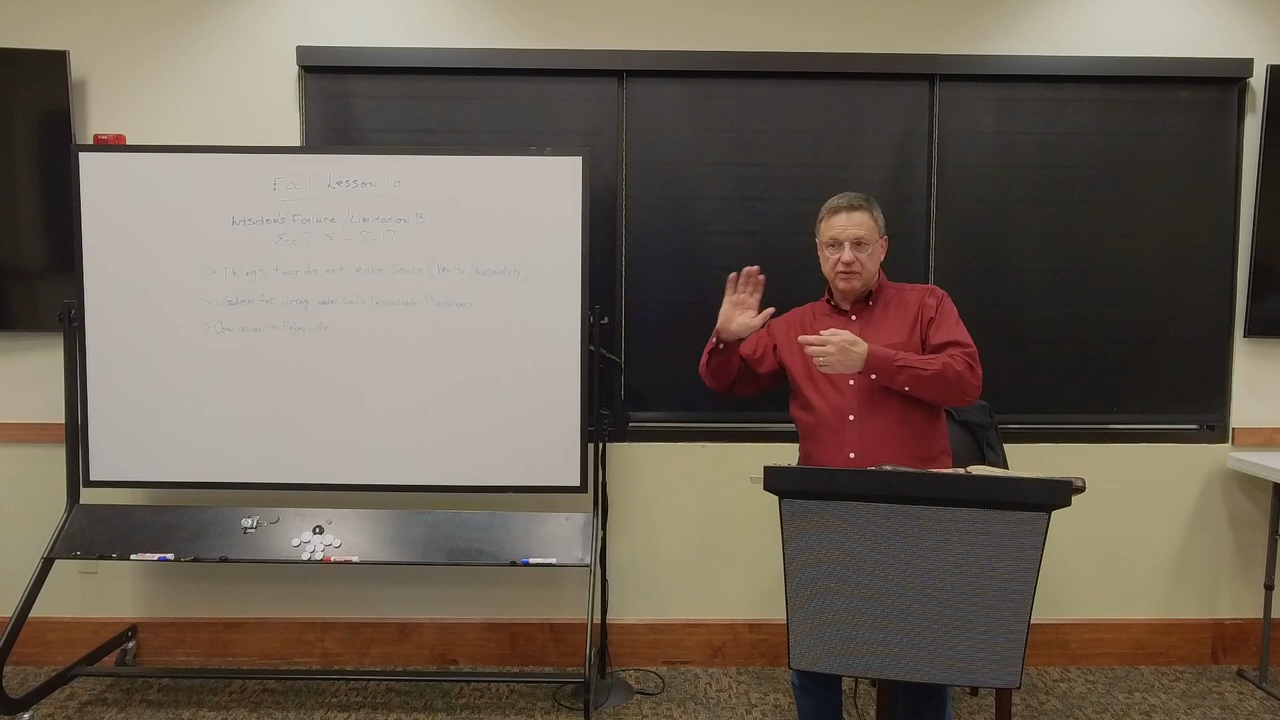 Eccl Lesson 10
Wisdom's Failure / Limitation B
Ecc 7:15 - 8:17
> Things that do not make Sence (Vanity / Absurdity)
> Wisdom for Living under God's Inscrutable Providence
> Conclusion → Enjoy Life